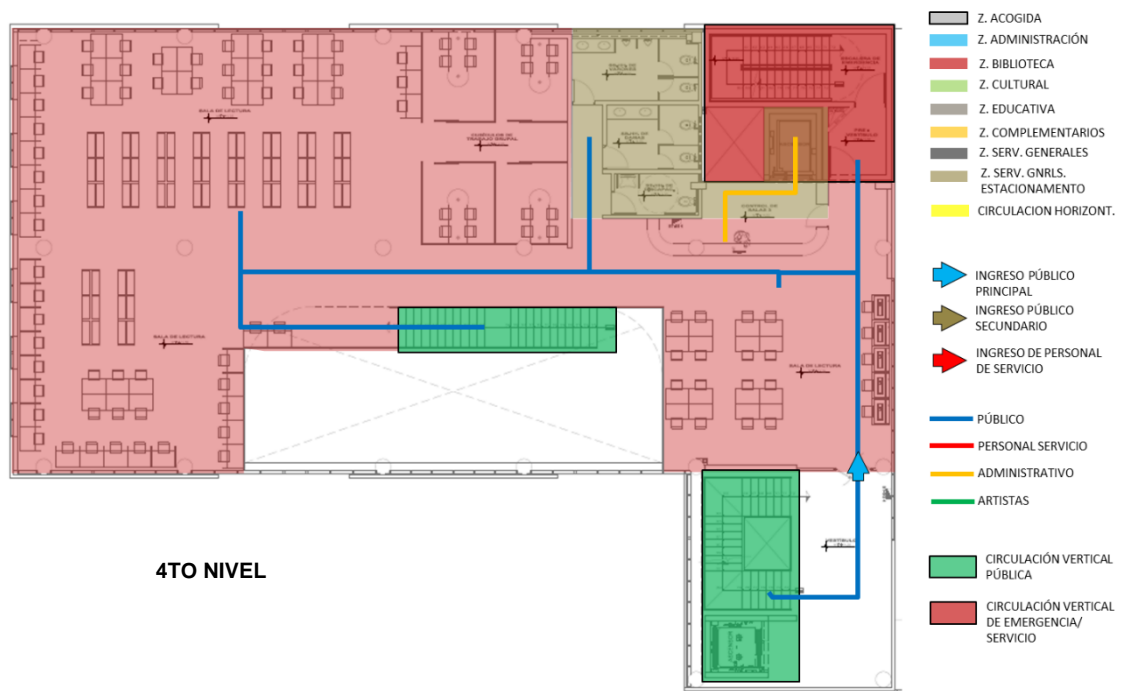 Z. ACOGIDA
Z. ADMINISTRACIÓN
Z. BIBLIOTECA
Z. CULTURAL
Z. EDUCATIVA
Z. COMPLEMENTARIOS
Z. SERV. GENERALES
Z. SERV. GNRLS.
ESTACIONAMENTO
CIRCULACION HORIZONT.
INGRESO PÚBLICO
PRINCIPAL
INGRESO PÚBLICO
SECUNDARIO
INGRESO DE PERSONAL
DE SERVICIO
PÚBLICO
PERSONAL SERVICIO
ADMINISTRATIVO
ARTISTAS
CIRCULACIÓN VERTICAL
PÚBLICA
CIRCULACIÓN VERTICAL
DE EMERGENCIA/
SERVICIO
SALA DE LECTURA
SALA DE LECTURA
SALA DE LECTURA
4TO NIVEL